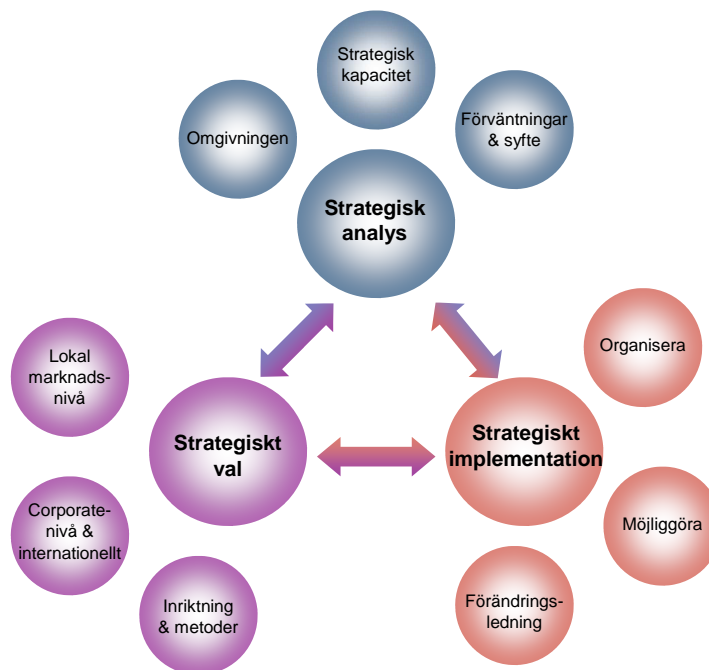 Strategisk
kapacitet
Omgivningen
Förväntningar
& syfte
Strategisk
analys
Lokal
marknads-
nivå
Organisera
Strategiskt
val
Strategiskt
implementation
Corporate-
nivå &
internationellt
Möjliggöra
Inriktning
& metoder
Förändrings-
ledning